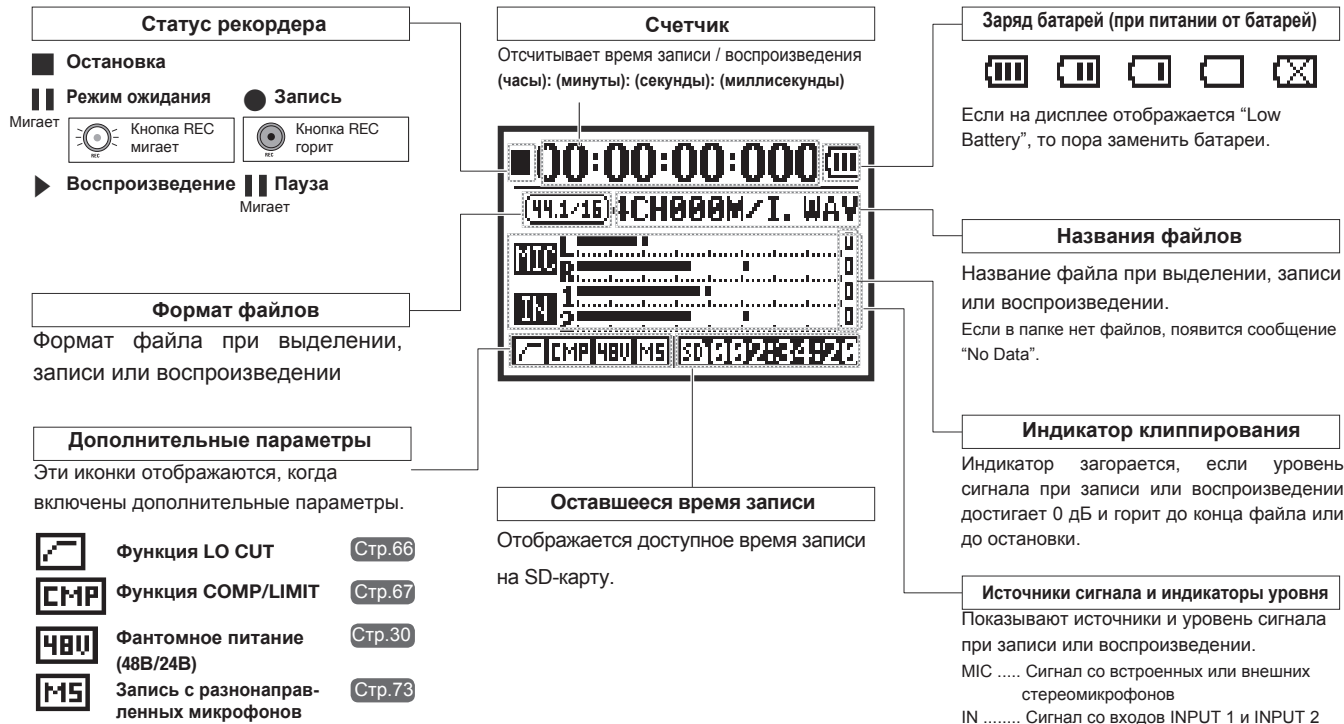 Статус рекордера
Остановка
Режим ожидания
Запись
Мигает
Кнопка REC
мигает
REC
Кнопка REC
горит
REC
Воспроизведение
Пауза
Мигает
Формат файлов
Формат файла при выделении,
записи или воспроизведении
Дополнительные параметры
Эти иконки отображаются, когда
включены дополнительные параметры.
Функция LO CUT
Стр.66
CMP
Функция COMP/LIMIT
Стр.67
48V
Фантомное питание
(48В/24В)
Стр.30
MS
Запись с разнонаправ-
ленных микрофонов
Стр.73
Счетчик
Отсчитывает время записи / воспроизведения
(часы): (минуты): (секунды): (миллисекунды)
00:00:00:000
44.1/16
4CH000M/I. WAV
MIC
L
R
IN
1
2
CMP 48V MS
SD
Оставшееся время записи
Отображается доступное время записи
на SD-карту.
Заряд батарей (при питании от батарей)
Если на дисплее отображается “Low
Battery”, то пора заменить батареи.
Названия файлов
Название файла при выделении, записи
или воспроизведении.
Если в папке нет файлов, появится сообщение
“No Data”.
Индикатор клиппирования
Индикатор загорается, если уровень
сигнала при записи или воспроизведении
достигает 0 дБ и горит до конца файла или
до остановки.
Источники сигнала и индикаторы уровня
Показывают источники и уровень сигнала
при записи или воспроизведении.
MIC ..... Сигнал со встроенных или внешних
стереомикрофонов
IN ........ Сигнал со входов INPUT 1 и INPUT 2